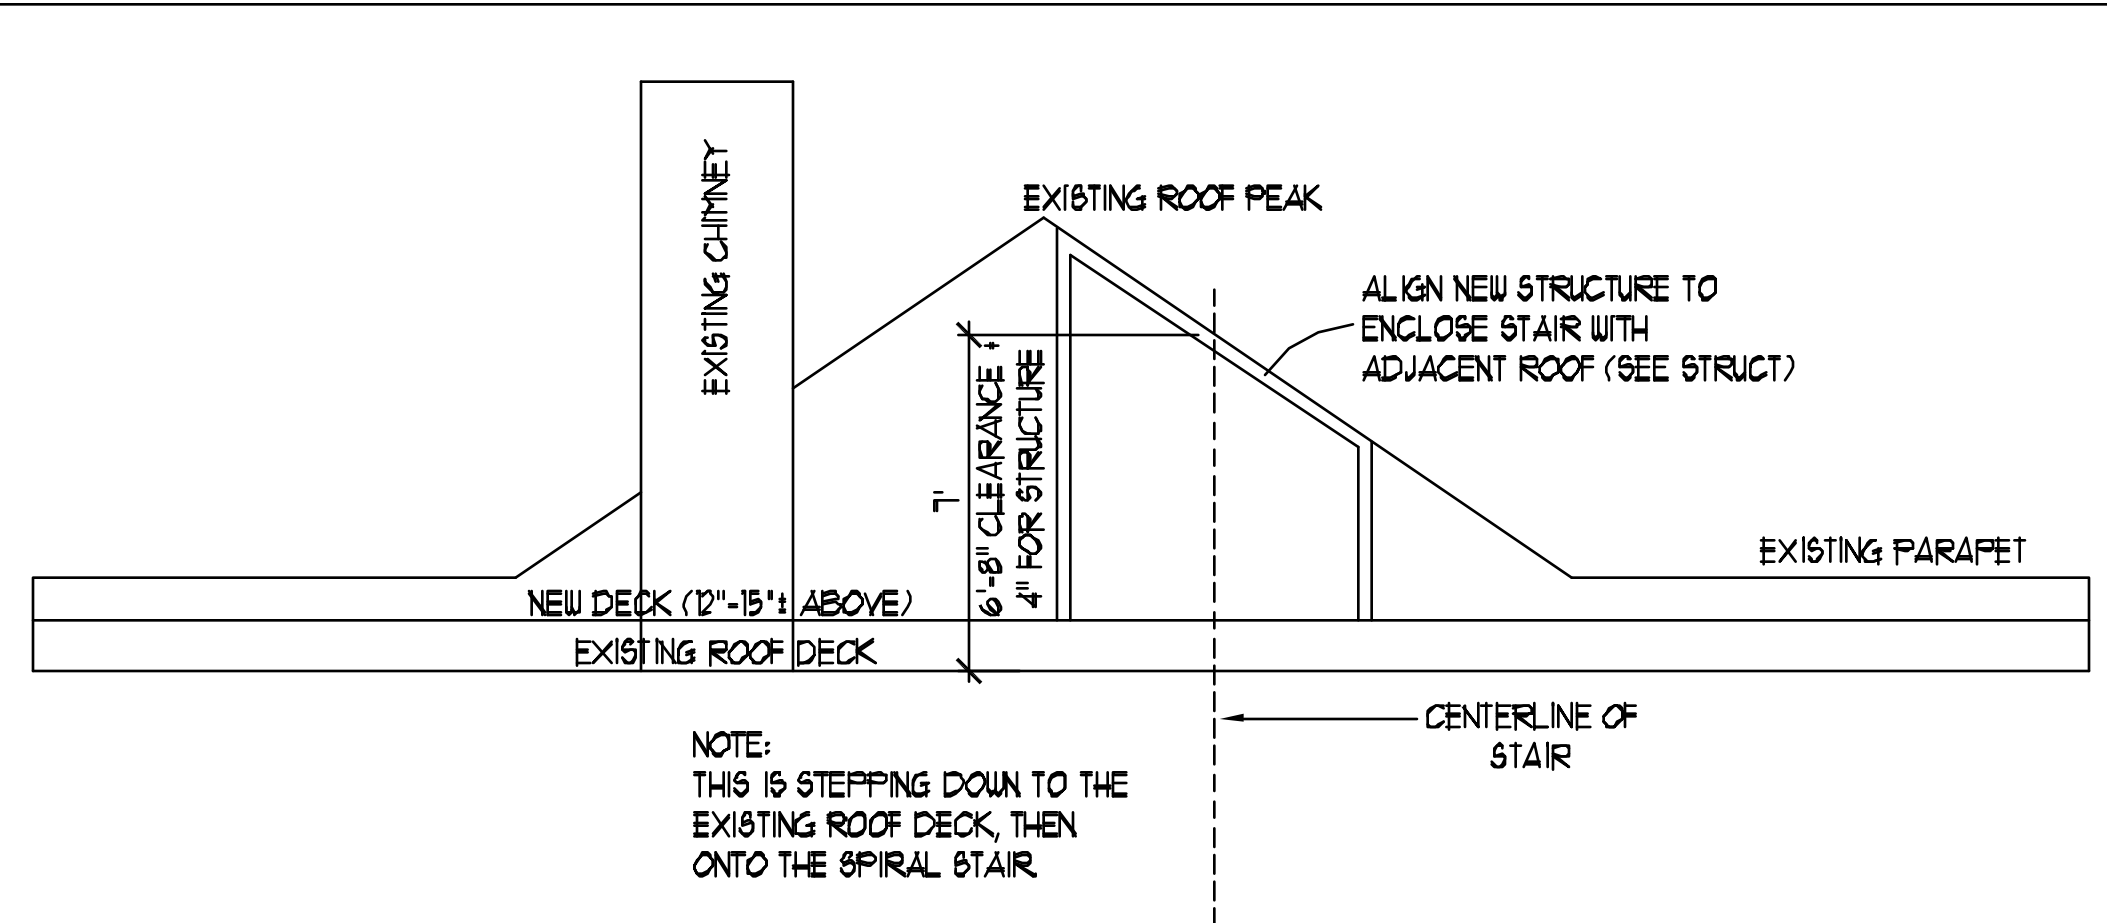 EXISTING CHIMNEY
EXISTING ROOF PEAK
ALIGN NEW STRUCTURE TO
ENCLOSE STAIR WITH
ADJACENT ROOF (SEE STRUCT)
7'
6'-8" CLEARANCE +
4" FOR STRUCTURE
EXISTING PARAPET
NEW DECK (12"-15"± ABOVE)
EXISTING ROOF DECK
CENTERLINE OF
STAIR
NOTE:
THIS IS STEPPING DOWN TO THE
EXISTING ROOF DECK, THEN
ONTO THE SPIRAL STAIR